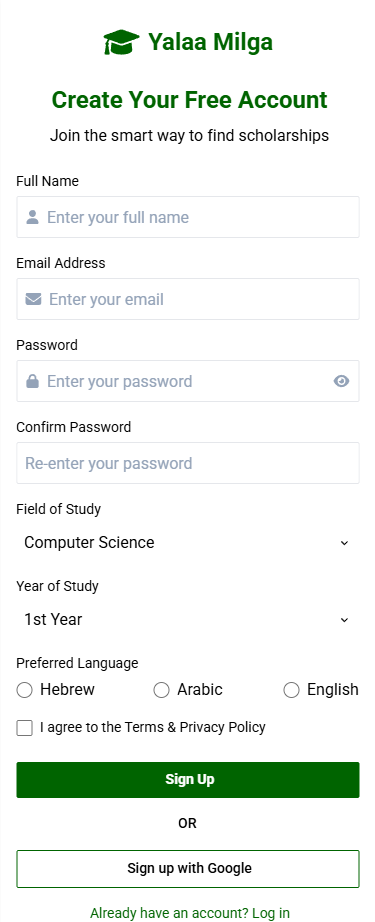 Yalaa Milga
Create Your Free Account
Join the smart way to find scholarships
Full Name
Enter your full name
Email Address
Enter your email
Password
Enter your password
Confirm Password
Re-enter your password
Field of Study
Computer Science
Year of Study
1st Year
Preferred Language
Hebrew Arabic English
I agree to the Terms & Privacy Policy
Sign Up
OR
Sign up with Google
Already have an account? Log in